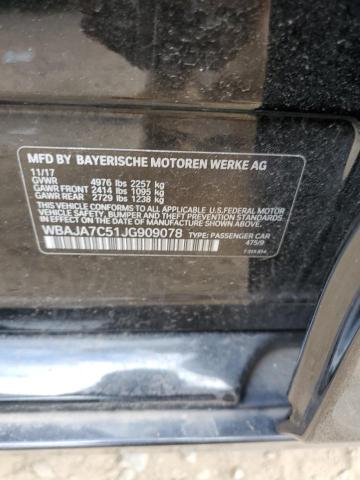 MFD BY BAYERISCHE MOTOREN WERKE AG
11/17
GVWR 4976 lbs 2257 kg
GAWR FRONT 2414 lbs 1095 kg
GAWR REAR 2729 lbs 1238 kg
THIS VEHICLE CONFORMS TO ALL APPLICABLE U.S.FEDERAL MOTOR
VEHICLE SAFETY, BUMPER, AND THEFT PREVENTION STANDARDS
IN EFFECT ON THE DATE OF MANUFACTURE SHOWN ABOVE.
WBAJA7C51JG909078 TYPE: PASSENGER CAR
475/9